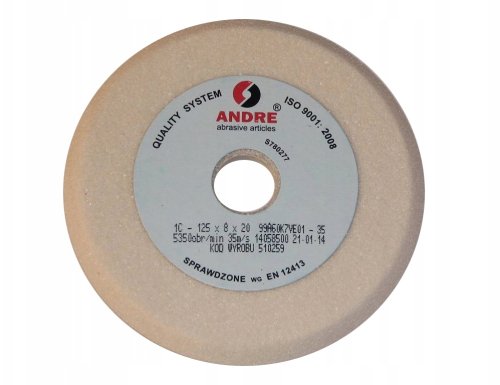 QUALITY SYSTEM
ISO 9001: 2008
ANDRE ®
abrasive articles
S780277
1C - 125 x 8 x 20 99A60K7VE01 - 35
5350obr/min 35m/s 14058500 21-01-14
KOD WYROBU 510259
SPRAWDZONE WG EN 12413